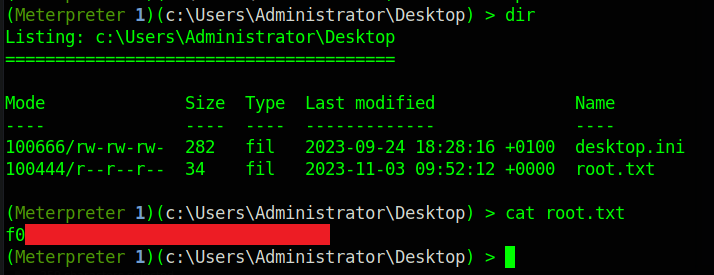 (Meterpreter 1)(c:\Users\Administrator\Desktop) > dir
Listing: c:\Users\Administrator\Desktop
=======================================
Mode              Size  Type  Last modified              Name
----              ----  ----  -------------              ----
100666/rw-rw-rw-  282   fil   2023-09-24 18:28:16 +0100  desktop.ini
100444/r--r--r--  34    fil   2023-11-03 09:52:12 +0000  root.txt
(Meterpreter 1)(c:\Users\Administrator\Desktop) > cat root.txt
f0
(Meterpreter 1)(c:\Users\Administrator\Desktop) >